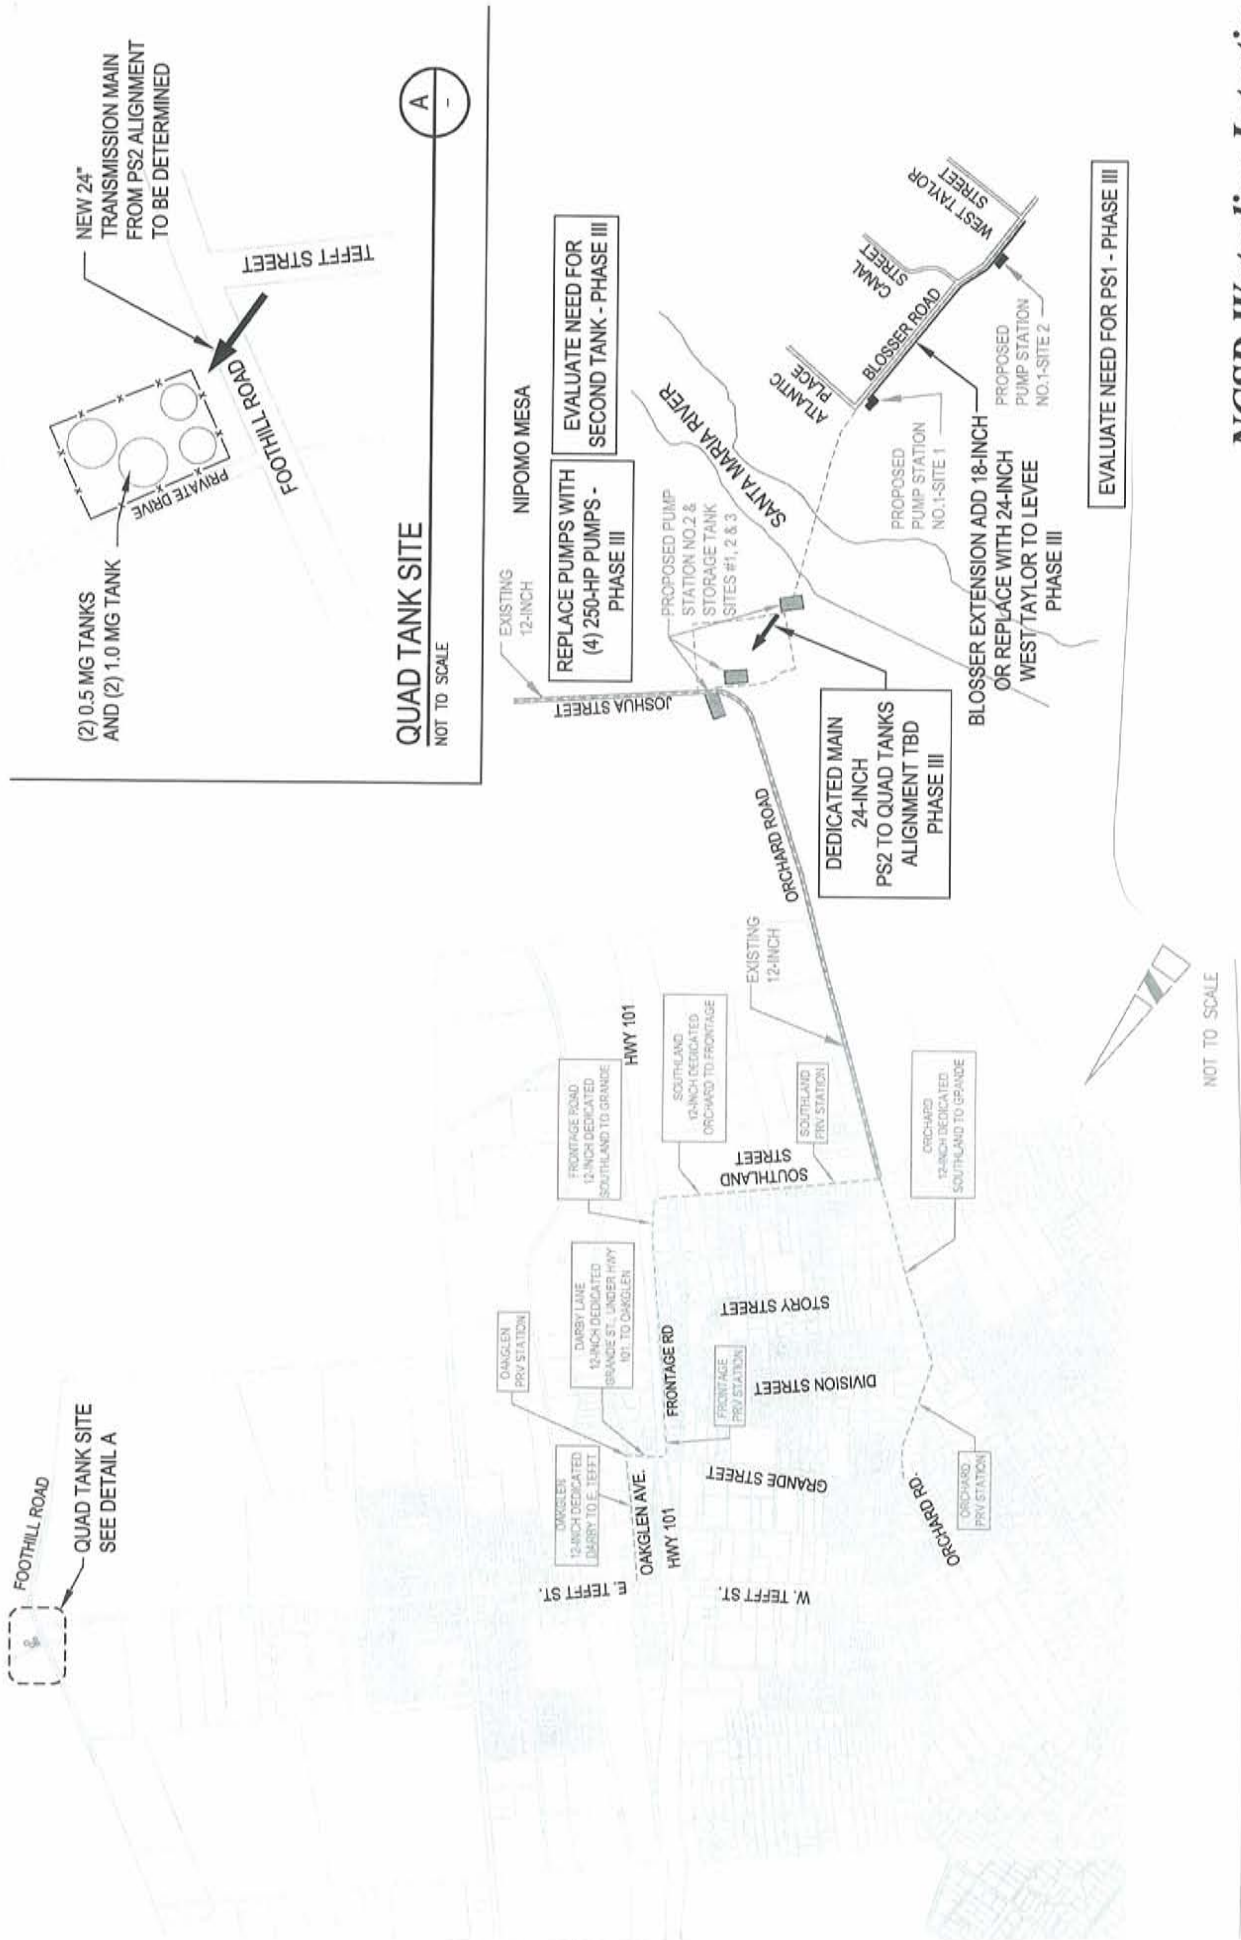 FOOTHILL ROAD
QUAD TANK SITE
SEE DETAIL A
(2) 0.5 MG TANKS
AND (2) 1.0 MG TANK
NEW 24"
TRANSMISSION MAIN
FROM PS2 ALIGNMENT
TO BE DETERMINED
PRIVATE DRIVE
FOOTHILL ROAD
TEFFT STREET
QUAD TANK SITE
NOT TO SCALE
A
-
OAKGLEN
PRV STATION
OAKGLEN
12-INCH DEDICATED
DARBY TO E. TEFFT
DARBY LANE
12-INCH DEDICATED
GRANDE ST., UNDER HWY
101, TO OAKGLEN
FRONTAGE ROAD
12-INCH DEDICATED
SOUTHLAND TO GRANDE
HWY 101
E. TEFFT ST.
OAKGLEN AVE.
HWY 101
FRONTAGE RD
W. TEFFT ST.
GRANDE STREET
FRONTAGE
PRV STATION
DIVISION STREET
STORY STREET
SOUTHLAND
STREET
SOUTHLAND
12-INCH DEDICATED
ORCHARD TO FRONTAGE
SOUTHLAND
PRV STATION
EXISTING
12-INCH
ORCHARD RD.
ORCHARD
PRV STATION
ORCHARD
12-INCH DEDICATED
SOUTHLAND TO GRANDE
ORCHARD ROAD
EXISTING
12-INCH
NIPOMO MESA
JOSHUA STREET
REPLACE PUMPS WITH
(4) 250-HP PUMPS -
PHASE III
EVALUATE NEED FOR
SECOND TANK - PHASE III
PROPOSED PUMP
STATION NO.2 &
STORAGE TANK
SITES #1, 2 & 3
SANTA MARIA RIVER
DEDICATED MAIN
24-INCH
PS2 TO QUAD TANKS
ALIGNMENT TBD
PHASE III
ATLANTIC
PLACE
CANAL
STREET
WEST TAYLOR
STREET
BLOSSER ROAD
PROPOSED
PUMP STATION
NO.1-SITE 1
PROPOSED
PUMP STATION
NO.1-SITE 2
BLOSSER EXTENSION ADD 18-INCH
OR REPLACE WITH 24-INCH
WEST TAYLOR TO LEVEE
PHASE III
EVALUATE NEED FOR PS1 - PHASE III
NOT TO SCALE